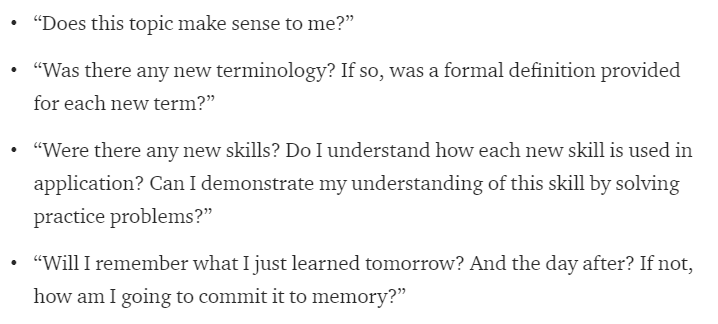 • “Does this topic make sense to me?”
• “Was there any new terminology? If so, was a formal definition provided
for each new term?”
• “Were there any new skills? Do I understand how each new skill is used in
application? Can I demonstrate my understanding of this skill by solving
practice problems?”
• “Will I remember what I just learned tomorrow? And the day after? If not,
how am I going to commit it to memory?”